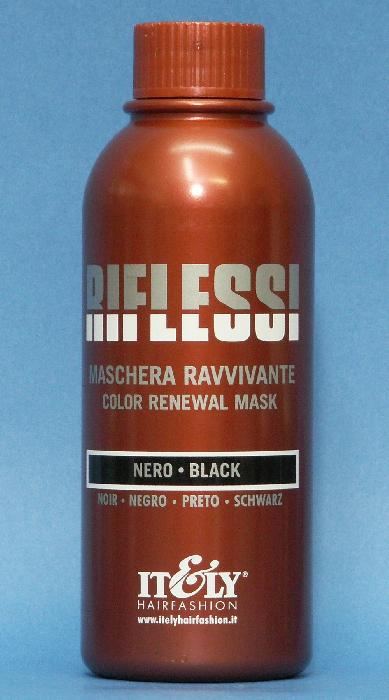 RIFLESSI
MASCHERA RAVVIVANTE
COLOR RENEWAL MASK
NERO • BLACK
NOIR • NEGRO • PRETO • SCHWARZ
IT&LY®
HAIRFASHION
www.itelyhairfashion.it